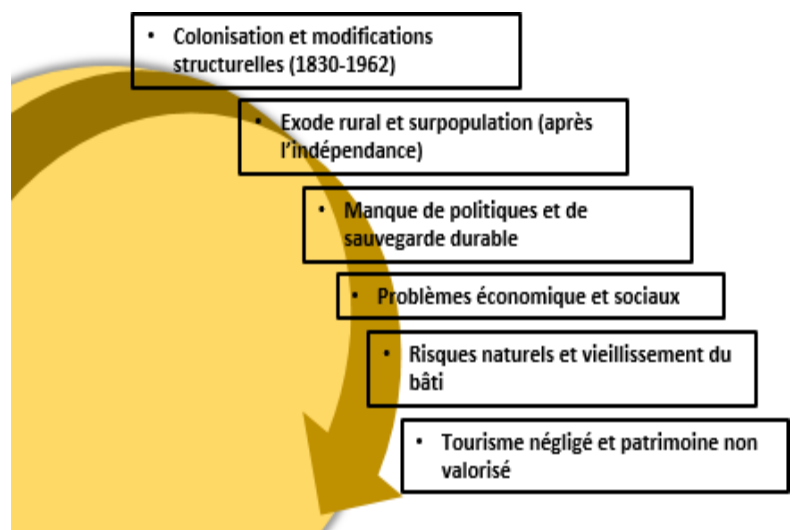 • Colonisation et modifications
structurelles (1830-1962)
• Exode rural et surpopulation (après
l'indépendance)
• Manque de politiques et de
sauvegarde durable
• Problèmes économique et sociaux
• Risques naturels et vieillissement du
bâti
• Tourisme négligé et patrimoine non
valorisé